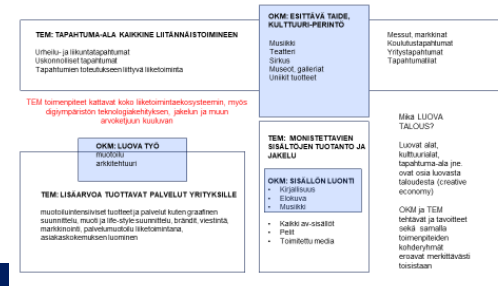 TEM: TAPAHTUMA-ALA KAIKKINE LIITÄNNÄISTOIMINEEN
Urheilu- ja liikuntatapahtumat
Uskonnolliset tapahtumat
Tapahtumien toteutukseen liittyvä liiketoiminta
OKM: ESITTÄVÄ TAIDE,
KULTTUURI-PERINTÖ
Musiikki
Teatteri
Sirkus
Museot, galleriat
Uniikit tuotteet
Messut, markkinat
Koulutustapahtumat
Yritystapahtumat
Tapahtumatilat
TEM toimenpiteet kattavat koko liiketoimintaekosysteemin, myös
digiympäristön teknologiakehityksen, jakelun ja muun
arvoketjuun kuuluvan
OKM: LUOVA TYÖ
muotoilu
arkkitehtuuri
TEM: LISÄARVOA TUOTTAVAT PALVELUT YRITYKSILLE
muotoiluintensiiviset tuotteet ja palvelut kuten graafinen
suunnittelu, muoti ja life-style suunnittelu, brändit, viestintä,
markkinointi, palvelumuotoilu liiketoimintana,
asiakaskokemuksen luominen
TEM: MONISTETTAVIEN
SISÄLTÖJEN TUOTANTO JA
JAKELU
OKM: SISÄLLÖN LUONTI
• Kirjallisuus
• Elokuva
• Musiikki
• Kaikki av-sisällöt
• Pelit
• Toimitettu media
Mikä LUOVA
TALOUS?
Luovat alat,
kulttuurialat,
tapahtuma-ala jne.
ovat osia luovasta
taloudesta (creative
economy)
OKM ja TEM
tehtävät ja tavoitteet
sekä samalla
toimenpiteiden
kohderyhmät
eroavat merkittävästi
toisistaan